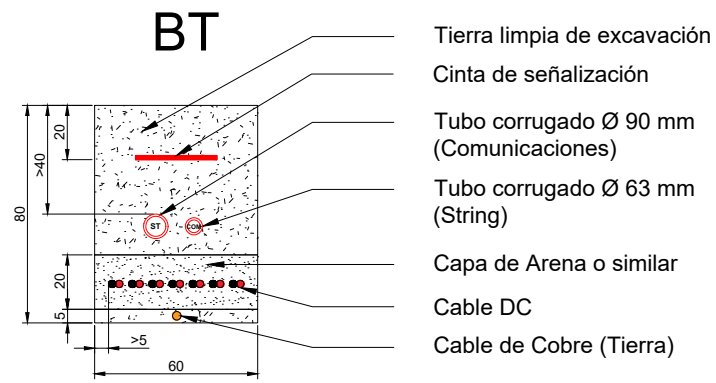 BT
Tierra limpia de excavación
Cinta de señalización
Tubo corrugado Ø 90 mm
(Comunicaciones)
Tubo corrugado Ø 63 mm
(String)
Capa de Arena o similar
Cable DC
Cable de Cobre (Tierra)
20
>40
80
ST
COM
20
5
>5
60